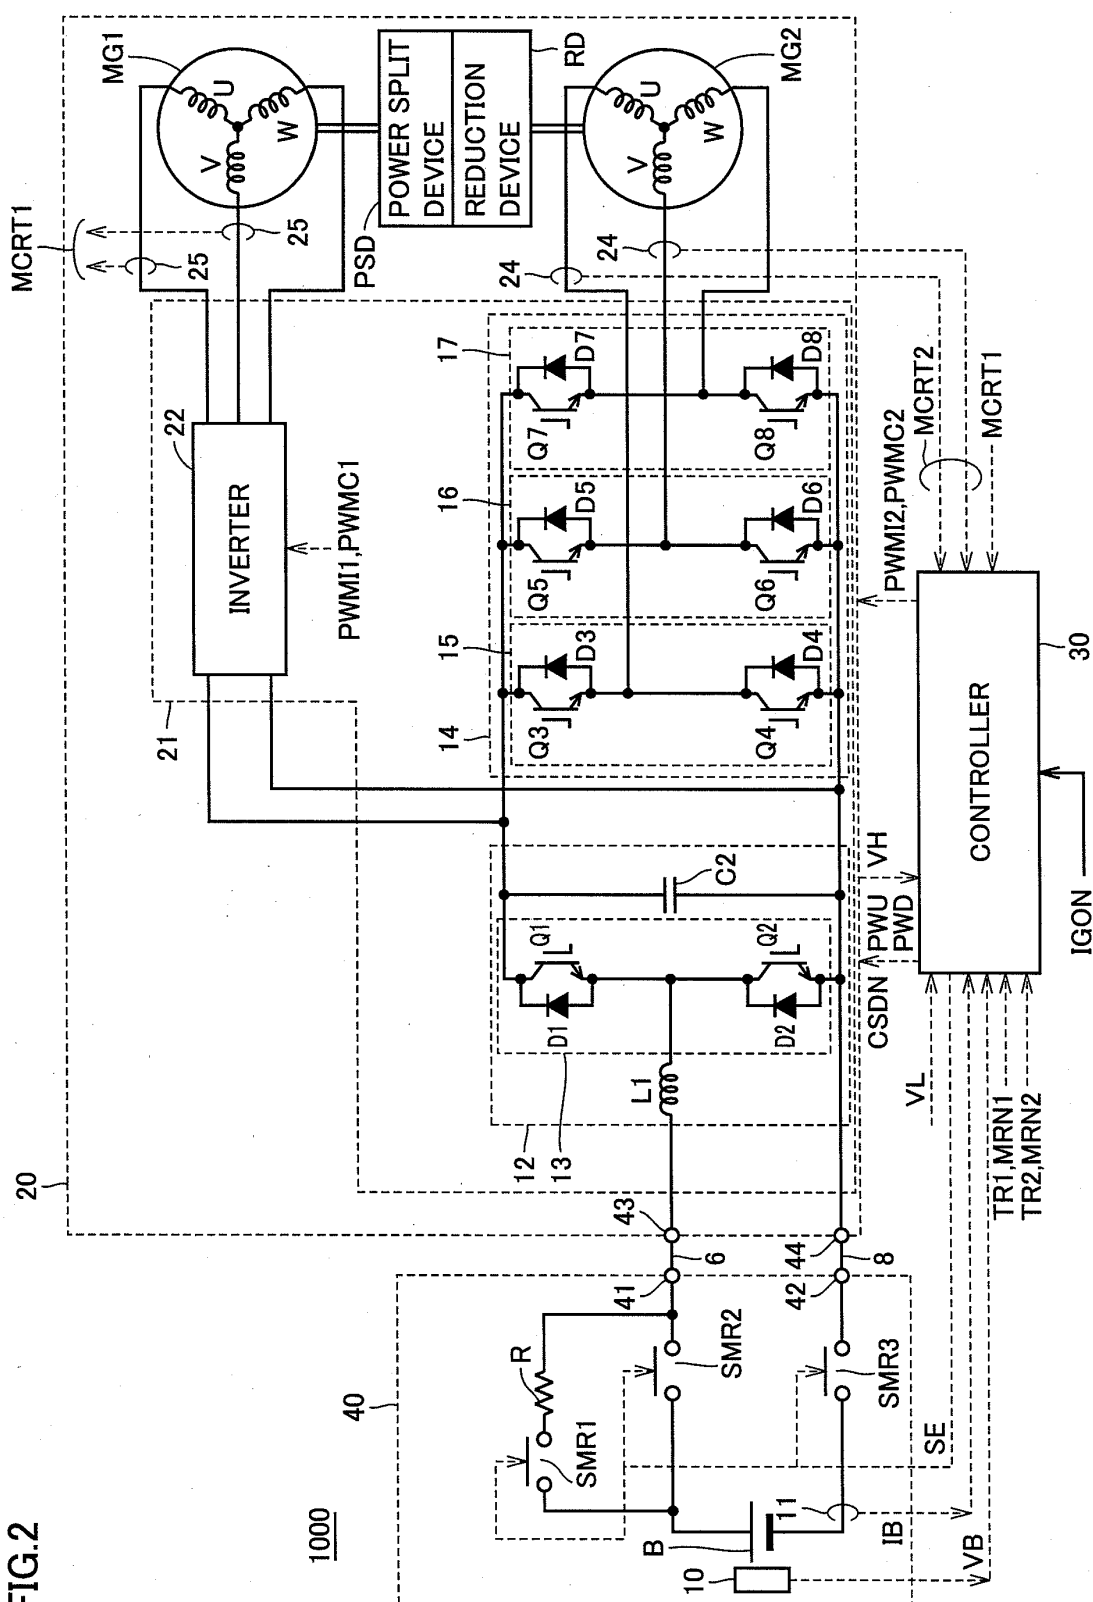 FIG.2
1000
20
40
MCRT1
MG1
U
V
W
25
25
PSD
POWER SPLIT
DEVICE
REDUCTION
DEVICE
RD
MG2
U
V
W
24
24
22
INVERTER
PWMI1,PWMC1
21
14
15
16
17
Q3
D3
Q4
D4
Q5
D5
Q6
D6
Q7
D7
Q8
D8
MCRT2
MCRT1
PWMI2,PWMC2
30
CONTROLLER
IGON
C2
VH
PWU
PWD
CSDN
Q1
D1
Q2
D2
L1
12
13
VL
TR1,MRN1
TR2,MRN2
43
44
6
8
41
42
R
SMR1
SMR2
SMR3
SE
B
10
11
IB
VB